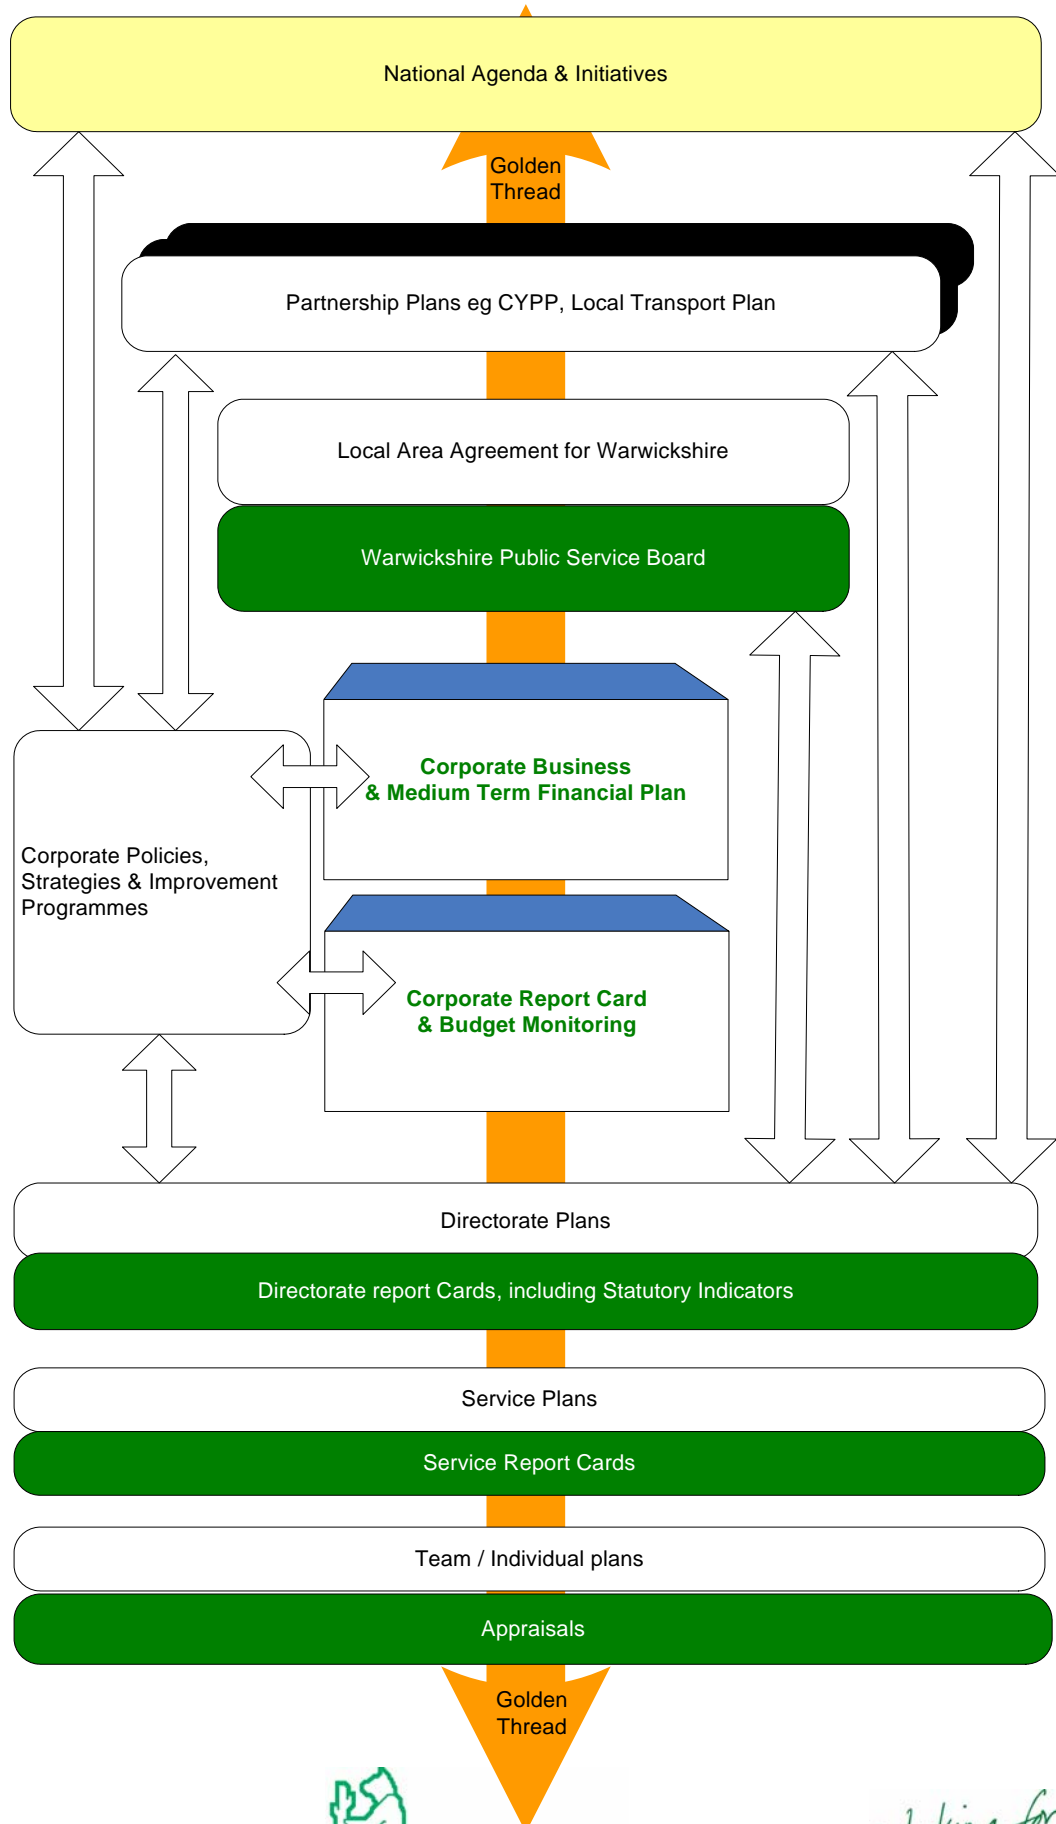 National Agenda & Initiatives
Golden
Thread
Partnership Plans eg CYPP, Local Transport Plan
Local Area Agreement for Warwickshire
Warwickshire Public Service Board
Corporate Business
& Medium Term Financial Plan
Corporate Policies,
Strategies & Improvement
Programmes
Corporate Report Card
& Budget Monitoring
Directorate Plans
Directorate report Cards, including Statutory Indicators
Service Plans
Service Report Cards
Team / Individual plans
Appraisals
Golden
Thread